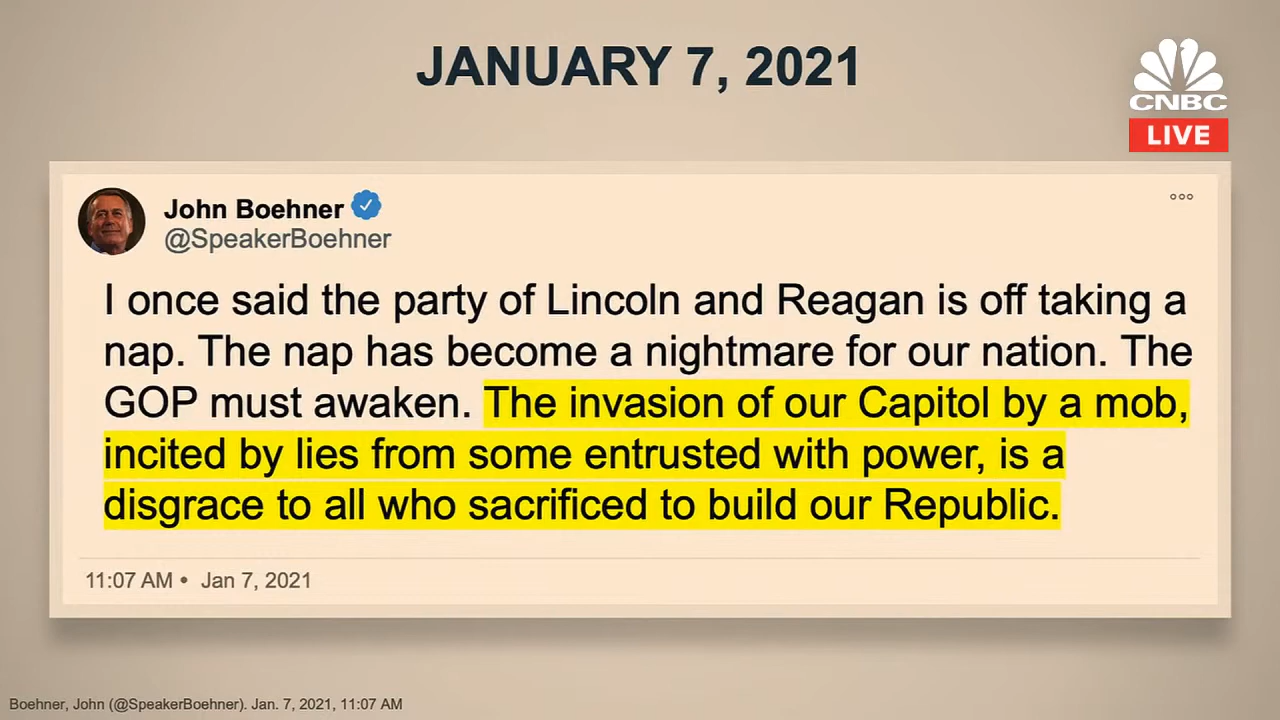 JANUARY 7, 2021
CNBC
LIVE
John Boehner
@SpeakerBoehner
I once said the party of Lincoln and Reagan is off taking a
nap. The nap has become a nightmare for our nation. The
GOP must awaken. The invasion of our Capitol by a mob,
incited by lies from some entrusted with power, is a
disgrace to all who sacrificed to build our Republic.
11:07 AM • Jan 7, 2021
Boehner, John (@SpeakerBoehner). Jan. 7, 2021, 11:07 AM